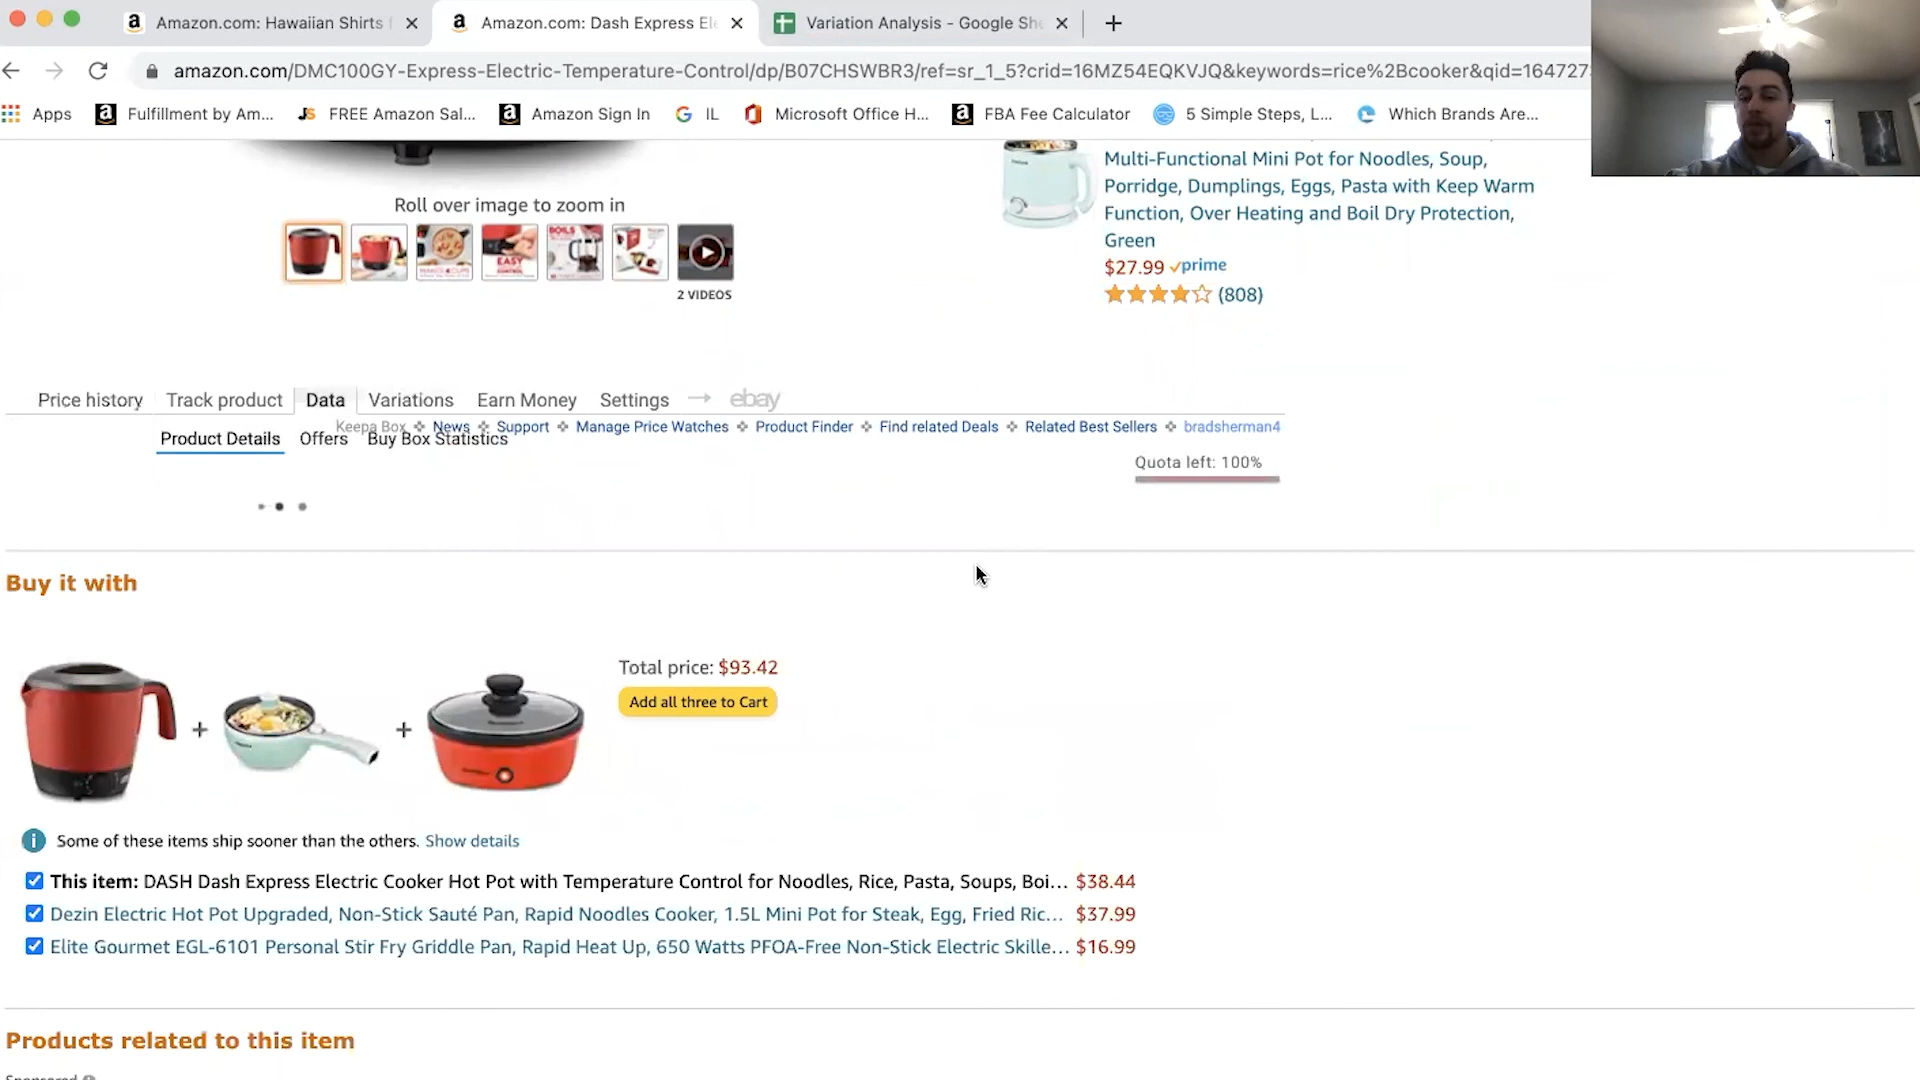 Amazon.com: Hawaiian Shirts f
Amazon.com: Dash Express Ele
Variation Analysis - Google She
amazon.com/DMC100GY-Express-Electric-Temperature-Control/dp/B07CHSWBR3/ref=sr_1_5?crid=16MZ54EQKVJQ&keywords=rice%2Bcooker&qid=164727
Apps
Fulfillment by Am...
JS FREE Amazon Sal...
Amazon Sign In
IL
Microsoft Office H...
FBA Fee Calculator
5 Simple Steps, L...
Which Brands Are...
Multi-Functional Mini Pot for Noodles, Soup,
Porridge, Dumplings, Eggs, Pasta with Keep Warm
Function, Over Heating and Boil Dry Protection,
Green
$27.99 prime
(808)
Roll over image to zoom in
2 VIDEOS
Price history Track product Data Variations Earn Money Settings → ebay
Keepa Box News Support Manage Price Watches Product Finder Find related Deals Related Best Sellers bradsherman4
Product Details Offers Buy Box Statistics
Quota left: 100%
Buy it with
Total price: $93.42
Add all three to Cart
+ +
Some of these items ship sooner than the others. Show details
This item: DASH Dash Express Electric Cooker Hot Pot with Temperature Control for Noodles, Rice, Pasta, Soups, Boi... $38.44
Dezin Electric Hot Pot Upgraded, Non-Stick Sauté Pan, Rapid Noodles Cooker, 1.5L Mini Pot for Steak, Egg, Fried Ric... $37.99
Elite Gourmet EGL-6101 Personal Stir Fry Griddle Pan, Rapid Heat Up, 650 Watts PFOA-Free Non-Stick Electric Skille... $16.99
Products related to this item
Sponsored